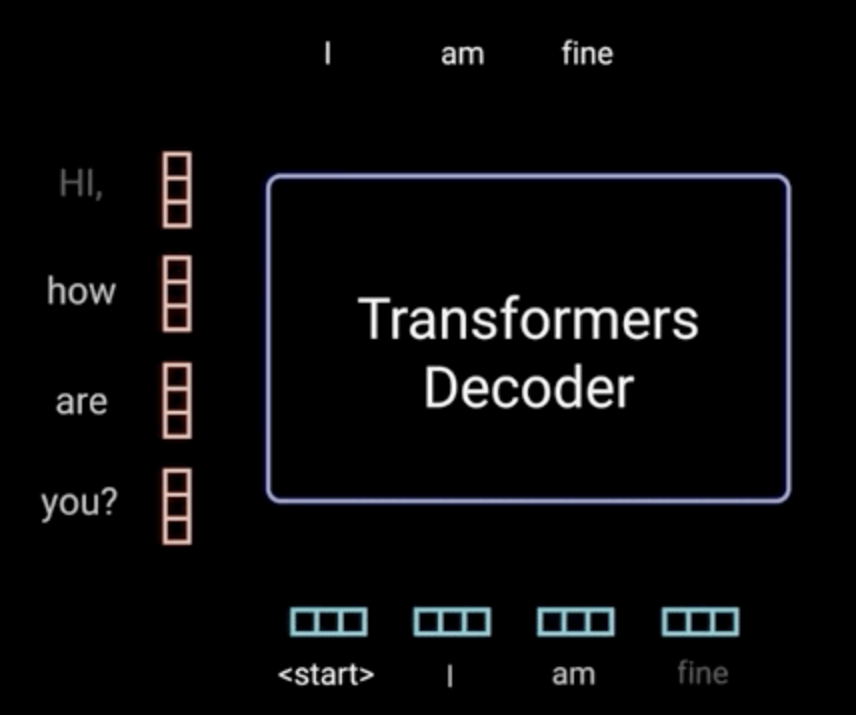 I am fine
HI,
how
are
you?
Transformers
Decoder
<start> I am fine